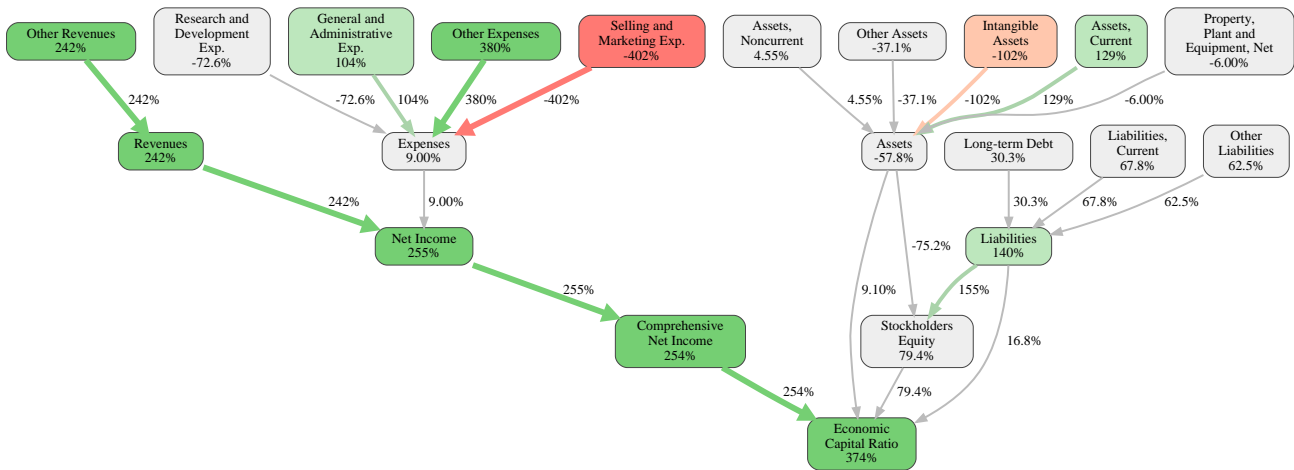 Other Revenues
242%
Research and
Development
Exp.
-72.6%
General and
Administrative
Exp.
104%
Other Expenses
380%
Selling and
Marketing Exp.
-402%
Assets,
Noncurrent
4.55%
Other Assets
-37.1%
Intangible
Assets
-102%
Assets,
Current
129%
Property,
Plant and
Equipment, Net
-6.00%
242%
-72.6%
104%
380%
-402%
4.55%
-37.1%
-102%
129%
-6.00%
Revenues
242%
Expenses
9.00%
Assets
-57.8%
Long-term Debt
30.3%
Liabilities,
Current
67.8%
Other
Liabilities
62.5%
242%
9.00%
30.3%
67.8%
62.5%
Net Income
255%
-75.2%
Liabilities
140%
255%
9.10%
155%
Comprehensive
Net Income
254%
Stockholders
Equity
79.4%
16.8%
254%
79.4%
Economic
Capital Ratio
374%